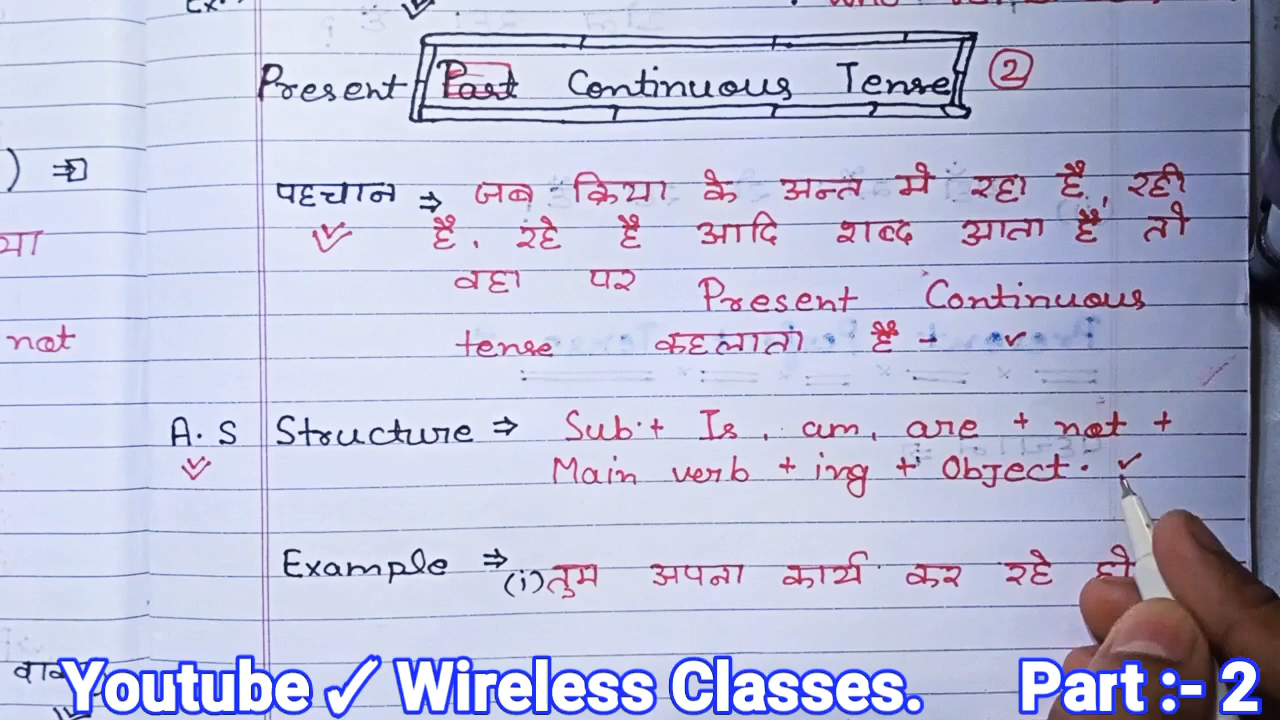 Ex.
Present Past Continuous Tense 2
) ⇒
पहचान ⇒ जब क्रिया के अन्त मे रहा है, रही
या
है. रहे है आदि शब्द आता है तो
वहा पर Present Continuous
not
tense कहलाता है -
A. S Structure ⇒ Sub. + Is, am, are + not +
Main verb + ing + Object.
Example ⇒ (i) तुम अपना कार्य कर रहे हो
Youtube ✓ Wireless Classes. Part :- 2